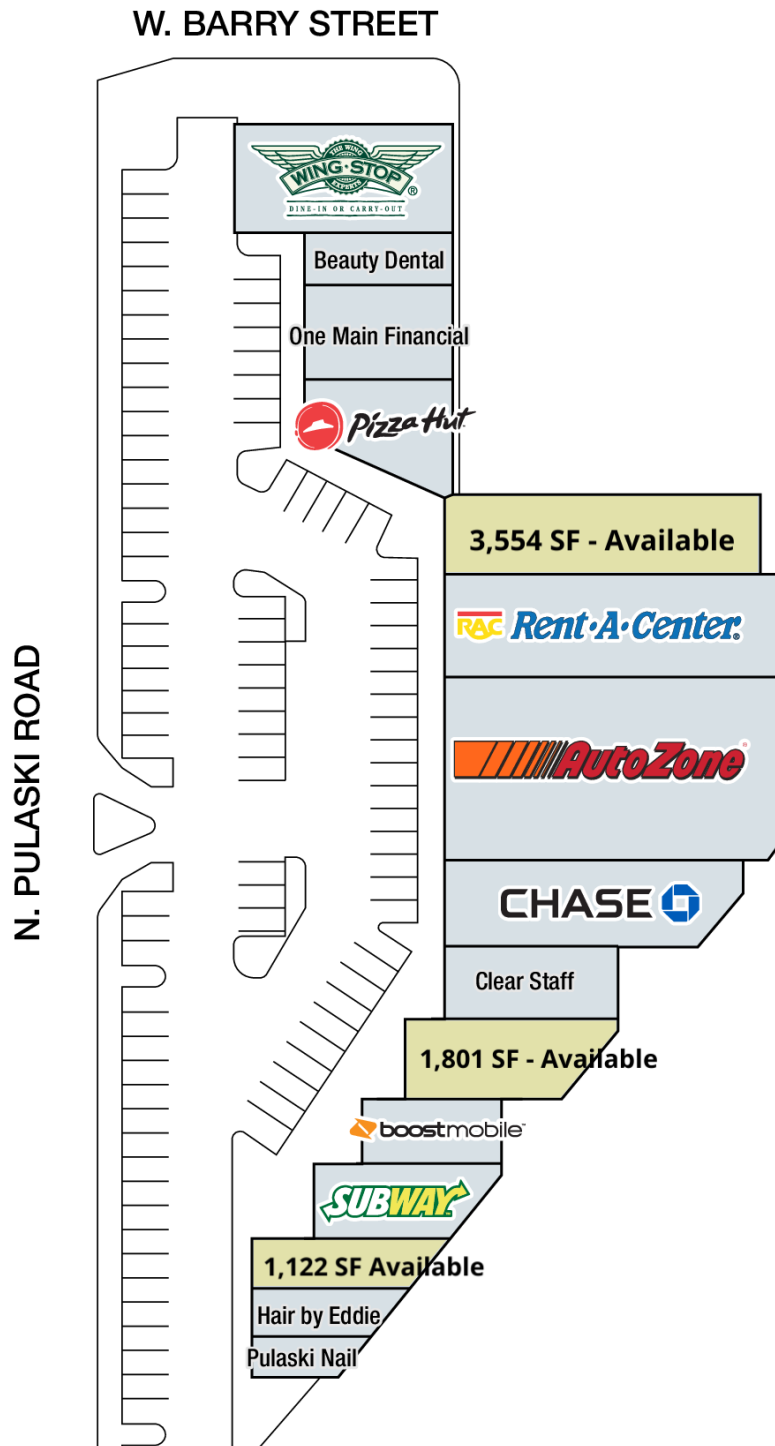 W. BARRY STREET
THE WING
WING·STOP
EXPERTS
®
DINE-IN OR CARRY-OUT
Beauty Dental
One Main Financial
Pizza Hut
3,554 SF - Available
RAC Rent·A·Center®
N. PULASKI ROAD
AutoZone
CHASE
Clear Staff
1,801 SF - Available
boostmobile
SUBWAY
1,122 SF Available
Hair by Eddie
Pulaski Nail